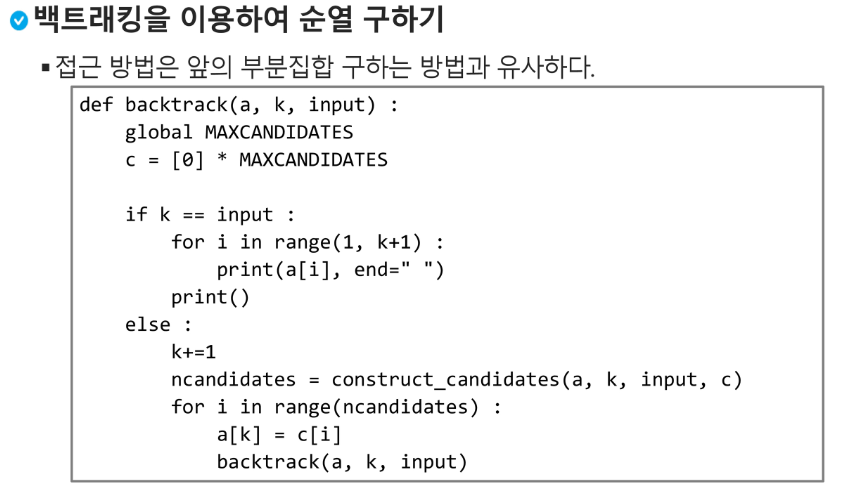 백트래킹을 이용하여 순열 구하기
▪ 접근 방법은 앞의 부분집합 구하는 방법과 유사하다.
def backtrack(a, k, input) :
    global MAXCANDIDATES
    c = [0] * MAXCANDIDATES

    if k == input :
        for i in range(1, k+1) :
            print(a[i], end=" ")
        print()
    else :
        k+=1
        ncandidates = construct_candidates(a, k, input, c)
        for i in range(ncandidates) :
            a[k] = c[i]
            backtrack(a, k, input)